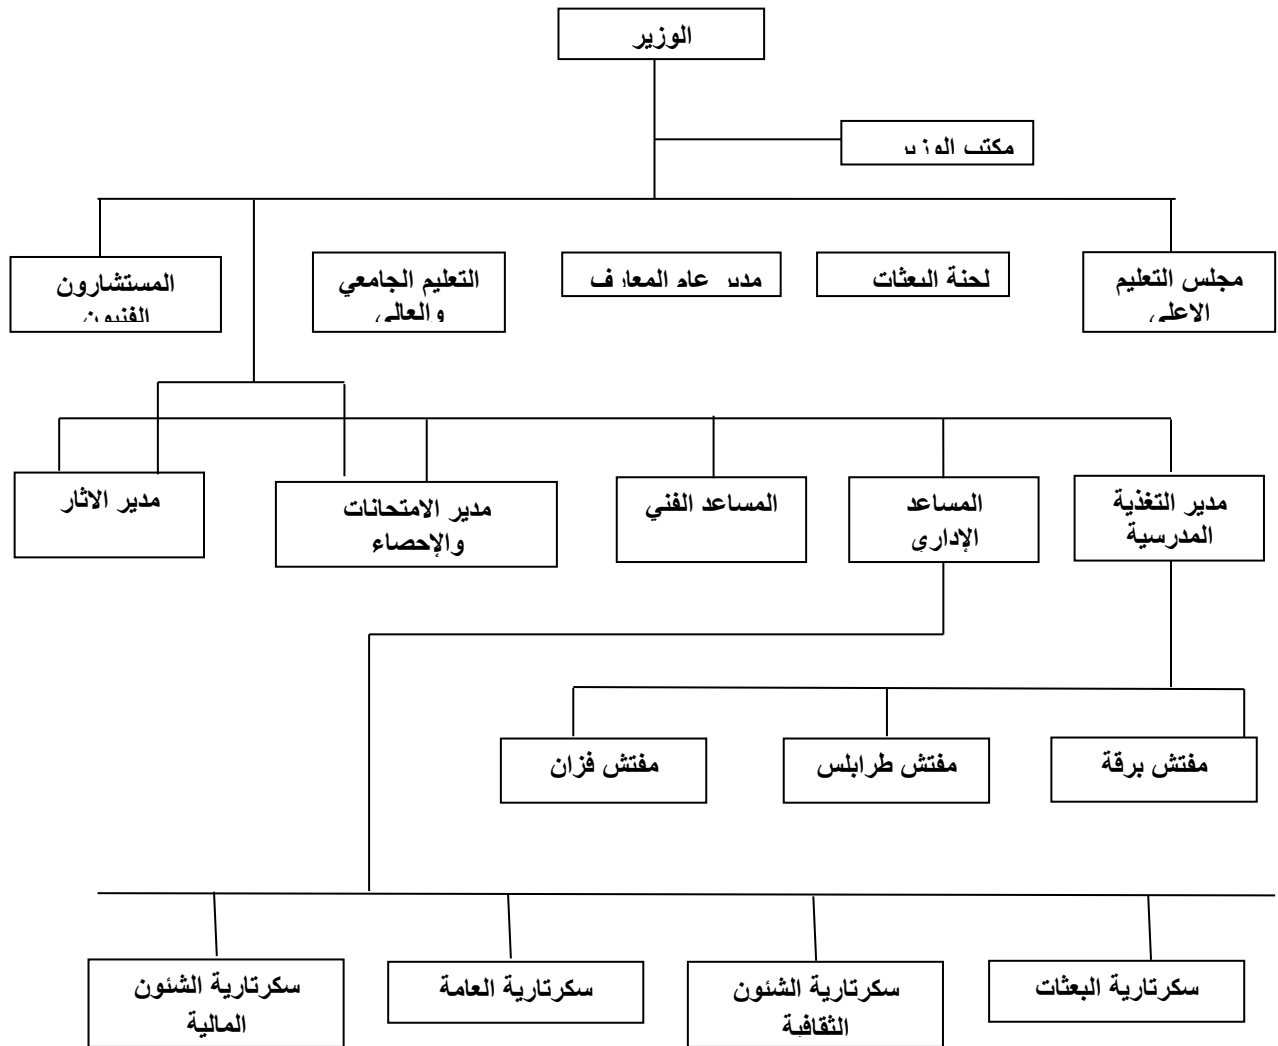 الوزير
مكتب الوزير
مجلس التعليم
الاعلى
لجنة البعثات
مدير عام المعارف
التعليم الجامعي
والعالي
المستشارون
الفنيون
مدير التغذية
المدرسية
المساعد
الإداري
المساعد الفني
مدير الامتحانات
والإحصاء
مدير الاثار
مفتش برقة
مفتش طرابلس
مفتش فزان
سكرتارية البعثات
سكرتارية الشئون
الثقافية
سكرتارية العامة
سكرتارية الشئون
المالية